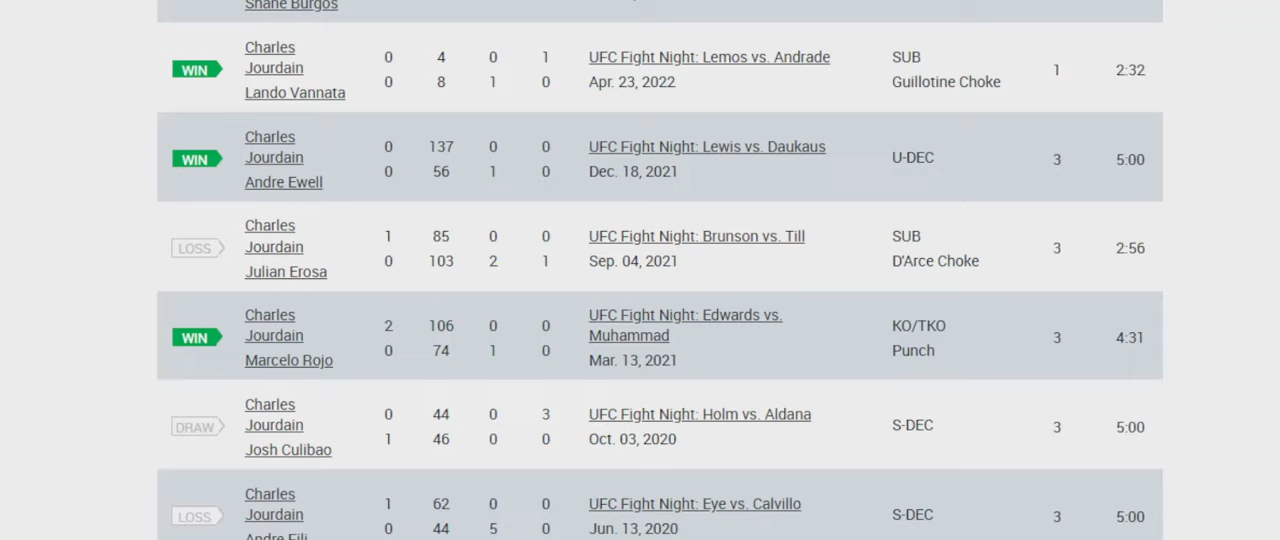 Shane Burgos
WIN
Charles Jourdain
Lando Vannata
0 4 0 1
0 8 1 0
UFC Fight Night: Lemos vs. Andrade
Apr. 23, 2022
SUB
Guillotine Choke
1
2:32
WIN
Charles Jourdain
Andre Ewell
0 137 0 0
0 56 1 0
UFC Fight Night: Lewis vs. Daukaus
Dec. 18, 2021
U-DEC
3
5:00
LOSS
Charles Jourdain
Julian Erosa
1 85 0 0
0 103 2 1
UFC Fight Night: Brunson vs. Till
Sep. 04, 2021
SUB
D'Arce Choke
3
2:56
WIN
Charles Jourdain
Marcelo Rojo
2 106 0 0
0 74 1 0
UFC Fight Night: Edwards vs.
Muhammad
Mar. 13, 2021
KO/TKO
Punch
3
4:31
DRAW
Charles Jourdain
Josh Culibao
0 44 0 3
1 46 0 0
UFC Fight Night: Holm vs. Aldana
Oct. 03, 2020
S-DEC
3
5:00
LOSS
Charles Jourdain
Andre Fili
1 62 0 0
0 44 5 0
UFC Fight Night: Eye vs. Calvillo
Jun. 13, 2020
S-DEC
3
5:00